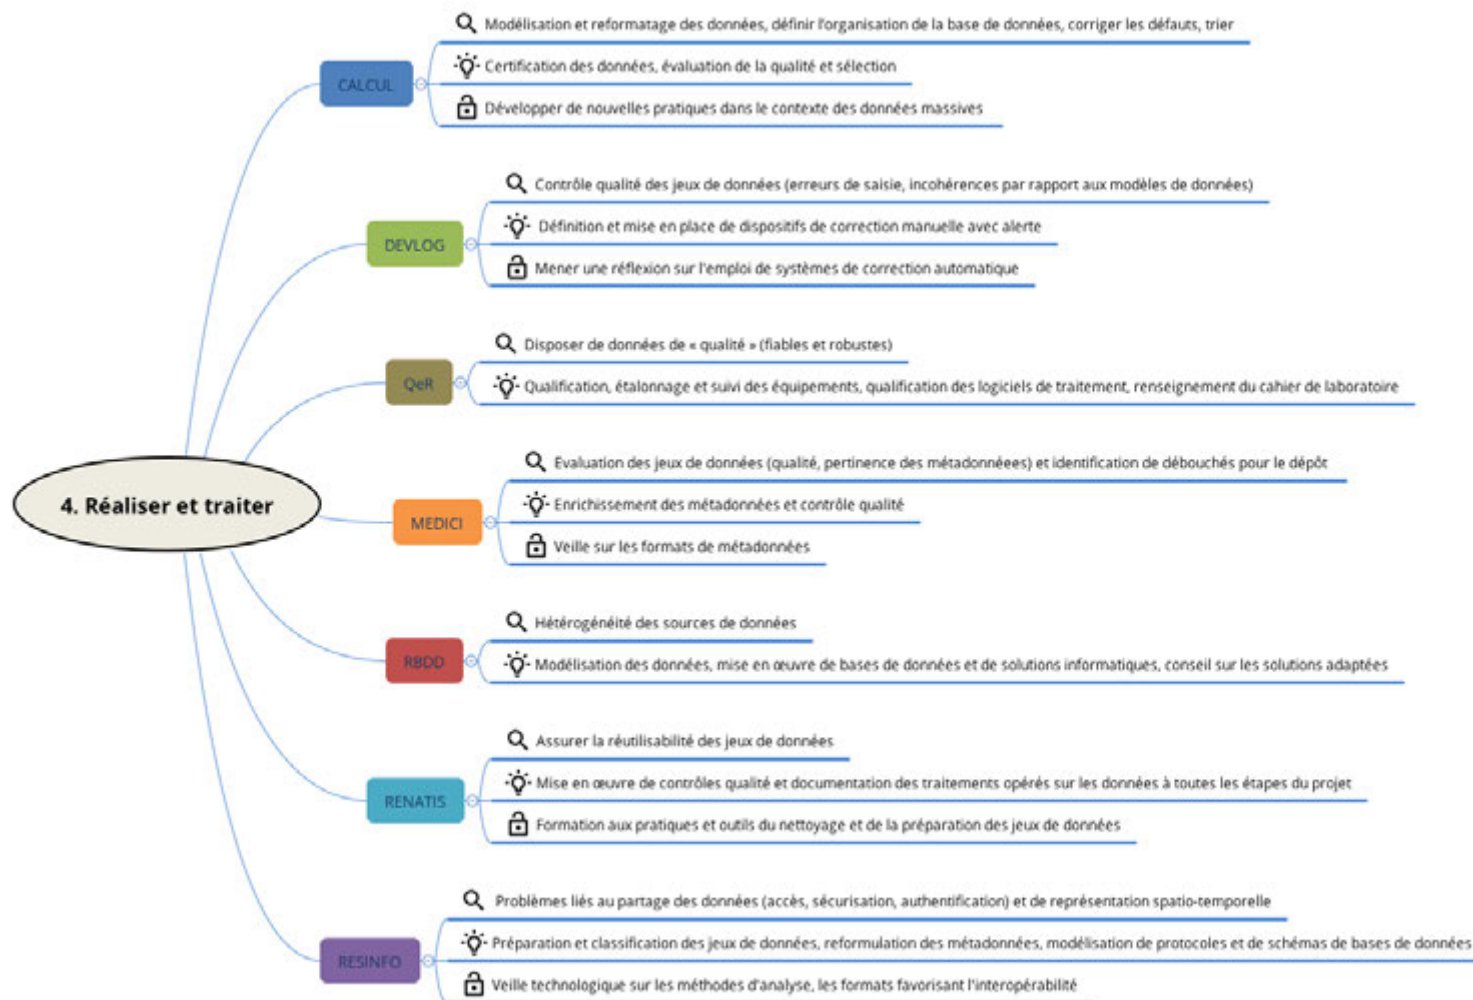 Modélisation et reformatage des données, définir l'organisation de la base de données, corriger les défauts, trier
CALCUL
Certification des données, évaluation de la qualité et sélection
Développer de nouvelles pratiques dans le contexte des données massives
Contrôle qualité des jeux de données (erreurs de saisie, incohérences par rapport aux modèles de données)
DEVLOG
Définition et mise en place de dispositifs de correction manuelle avec alerte
Mener une réflexion sur l'emploi de systèmes de correction automatique
Disposer de données de « qualité » (fiables et robustes)
QeR
Qualification, étalonnage et suivi des équipements, qualification des logiciels de traitement, renseignement du cahier de laboratoire
4. Réaliser et traiter
Evaluation des jeux de données (qualité, pertinence des métadonnéees) et identification de débouchés pour le dépôt
MEDICI
Enrichissement des métadonnées et contrôle qualité
Veille sur les formats de métadonnées
Hétérogénéité des sources de données
RBDD
Modélisation des données, mise en œuvre de bases de données et de solutions informatiques, conseil sur les solutions adaptées
Assurer la réutilisabilité des jeux de données
RENATIS
Mise en œuvre de contrôles qualité et documentation des traitements opérés sur les données à toutes les étapes du projet
Formation aux pratiques et outils du nettoyage et de la préparation des jeux de données
Problèmes liés au partage des données (accès, sécurisation, authentification) et de représentation spatio-temporelle
RESINFO
Préparation et classification des jeux de données, reformulation des métadonnées, modélisation de protocoles et de schémas de bases de données
Veille technologique sur les méthodes d'analyse, les formats favorisant l'interopérabilité